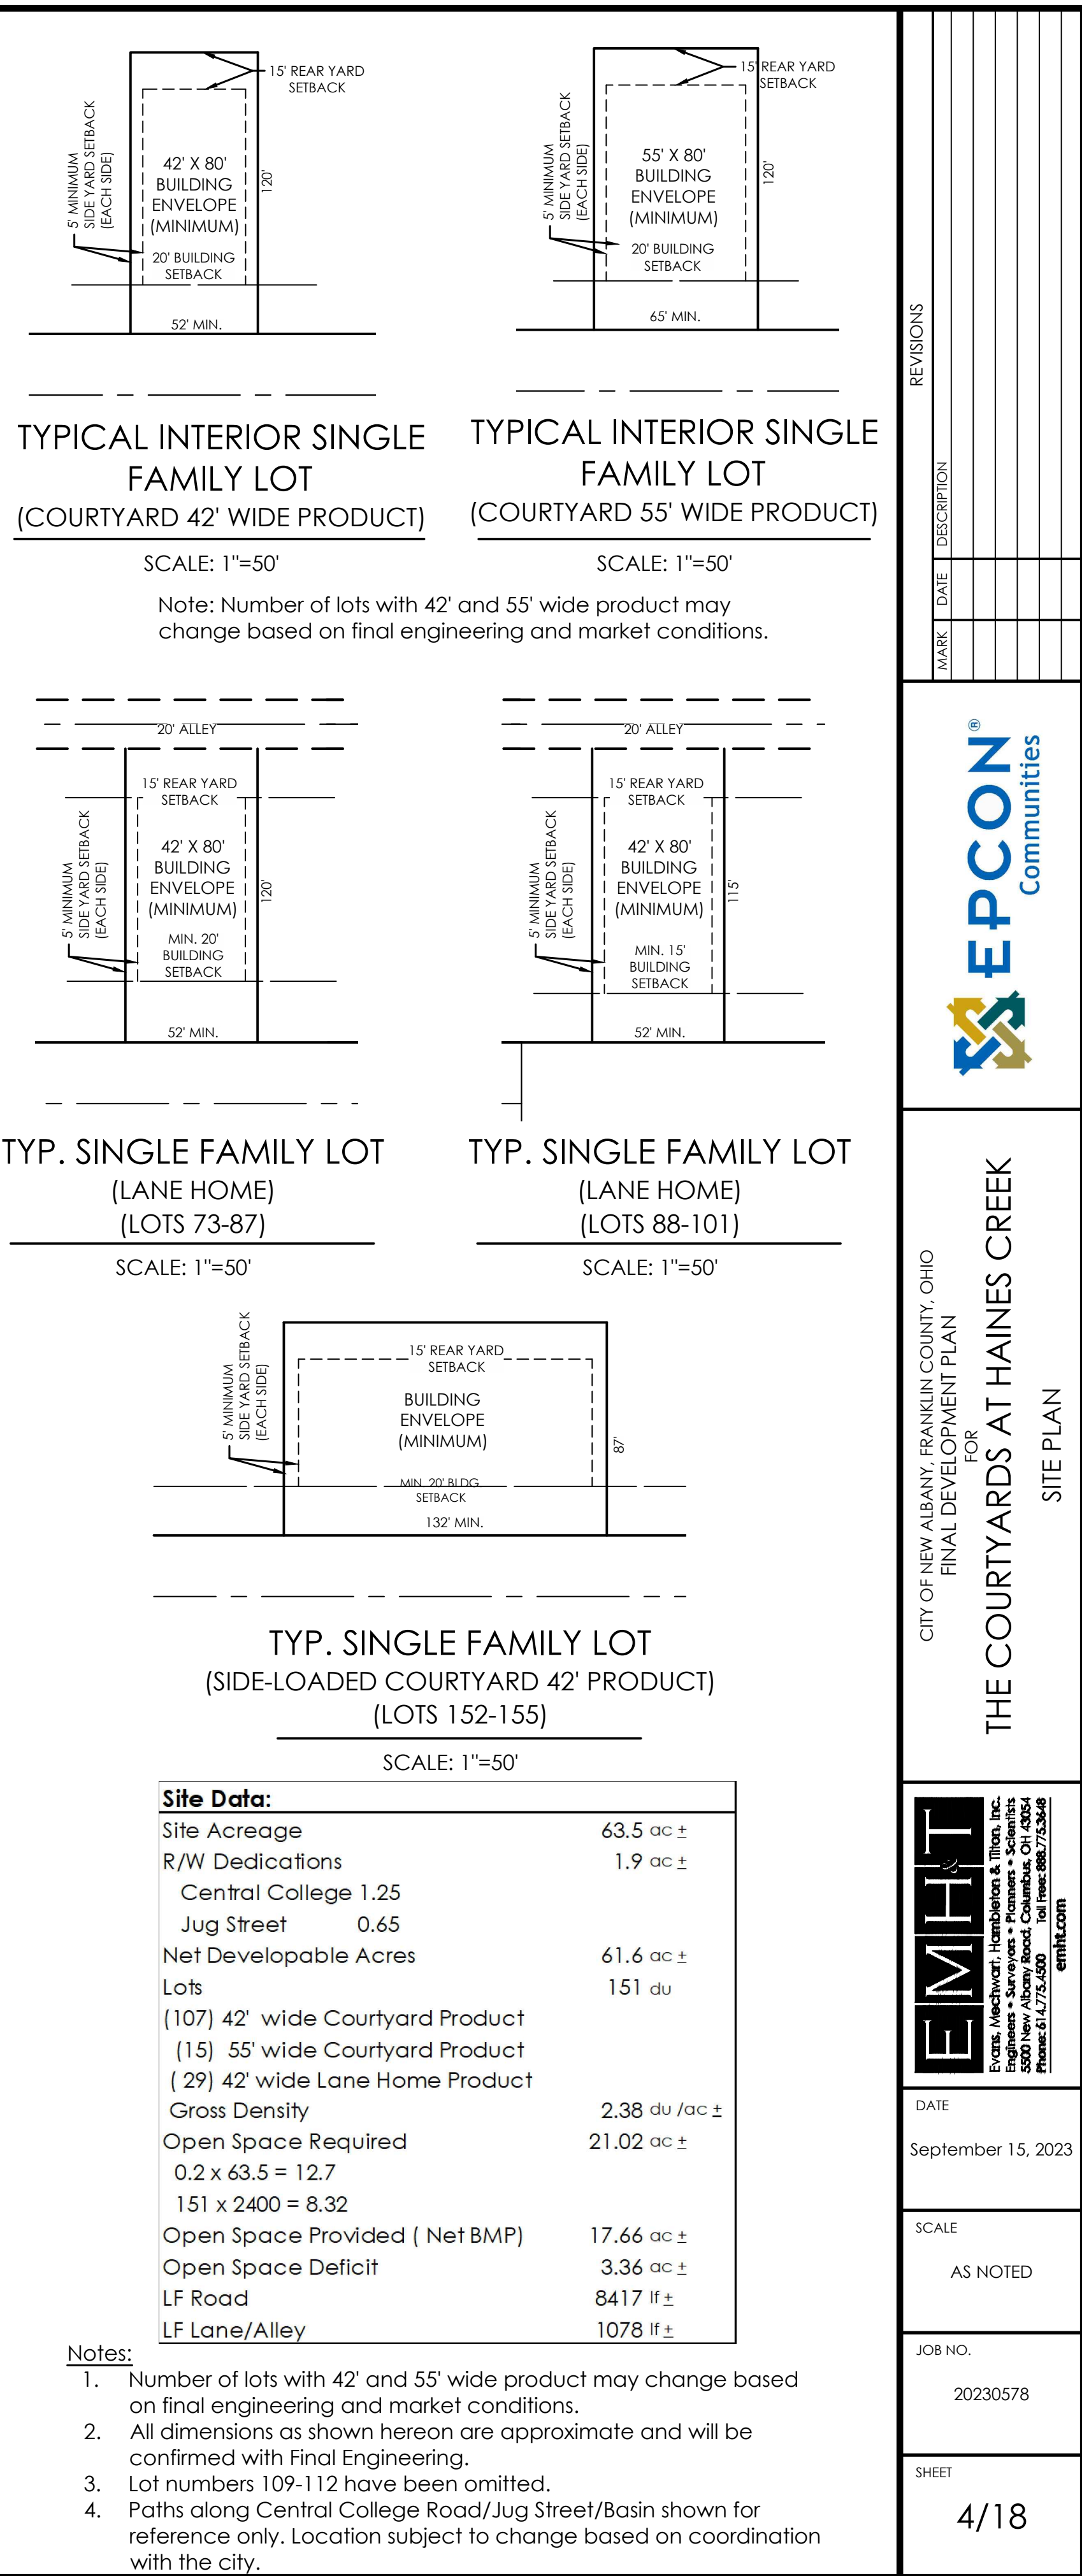 15' REAR YARD
SETBACK
5' MINIMUM
SIDE YARD SETBACK
(EACH SIDE)
42' X 80'
BUILDING
ENVELOPE
(MINIMUM)
120'
20' BUILDING
SETBACK
52' MIN.
TYPICAL INTERIOR SINGLE
FAMILY LOT
(COURTYARD 42' WIDE PRODUCT)
SCALE: 1"=50'
15' REAR YARD
SETBACK
5' MINIMUM
SIDE YARD SETBACK
(EACH SIDE)
55' X 80'
BUILDING
ENVELOPE
(MINIMUM)
120'
20' BUILDING
SETBACK
65' MIN.
TYPICAL INTERIOR SINGLE
FAMILY LOT
(COURTYARD 55' WIDE PRODUCT)
SCALE: 1"=50'
Note: Number of lots with 42' and 55' wide product may
change based on final engineering and market conditions.
20' ALLEY
15' REAR YARD
SETBACK
5' MINIMUM
SIDE YARD SETBACK
(EACH SIDE)
42' X 80'
BUILDING
ENVELOPE
(MINIMUM)
120'
MIN. 20'
BUILDING
SETBACK
52' MIN.
TYP. SINGLE FAMILY LOT
(LANE HOME)
(LOTS 73-87)
SCALE: 1"=50'
20' ALLEY
15' REAR YARD
SETBACK
5' MINIMUM
SIDE YARD SETBACK
(EACH SIDE)
42' X 80'
BUILDING
ENVELOPE
(MINIMUM)
115'
MIN. 15'
BUILDING
SETBACK
52' MIN.
TYP. SINGLE FAMILY LOT
(LANE HOME)
(LOTS 88-101)
SCALE: 1"=50'
5' MINIMUM
SIDE YARD SETBACK
(EACH SIDE)
15' REAR YARD
SETBACK
BUILDING
ENVELOPE
(MINIMUM)
87'
MIN. 20' BLDG.
SETBACK
132' MIN.
TYP. SINGLE FAMILY LOT
(SIDE-LOADED COURTYARD 42' PRODUCT)
(LOTS 152-155)
SCALE: 1"=50'
Site Data:
Site Acreage 63.5 ac ±
R/W Dedications 1.9 ac ±
Central College 1.25
Jug Street 0.65
Net Developable Acres 61.6 ac ±
Lots 151 du
(107) 42' wide Courtyard Product
(15) 55' wide Courtyard Product
( 29) 42' wide Lane Home Product
Gross Density 2.38 du /ac ±
Open Space Required 21.02 ac ±
0.2 x 63.5 = 12.7
151 x 2400 = 8.32
Open Space Provided ( Net BMP) 17.66 ac ±
Open Space Deficit 3.36 ac ±
LF Road 8417 lf ±
LF Lane/Alley 1078 lf ±
Notes:
1. Number of lots with 42' and 55' wide product may change based
on final engineering and market conditions.
2. All dimensions as shown hereon are approximate and will be
confirmed with Final Engineering.
3. Lot numbers 109-112 have been omitted.
4. Paths along Central College Road/Jug Street/Basin shown for
reference only. Location subject to change based on coordination
with the city.
REVISIONS
MARK DATE DESCRIPTION
EPCON®
Communities
CITY OF NEW ALBANY, FRANKLIN COUNTY, OHIO
FINAL DEVELOPMENT PLAN
FOR
THE COURTYARDS AT HAINES CREEK
SITE PLAN
EMH&T
Evans, Mechwart, Hambleton & Tilton, Inc.
Engineers • Surveyors • Planners • Scientists
5500 New Albany Road, Columbus, OH 43054
Phone: 614.775.4500 Toll Free: 888.775.3648
emht.com
DATE
September 15, 2023
SCALE
AS NOTED
JOB NO.
20230578
SHEET
4/18